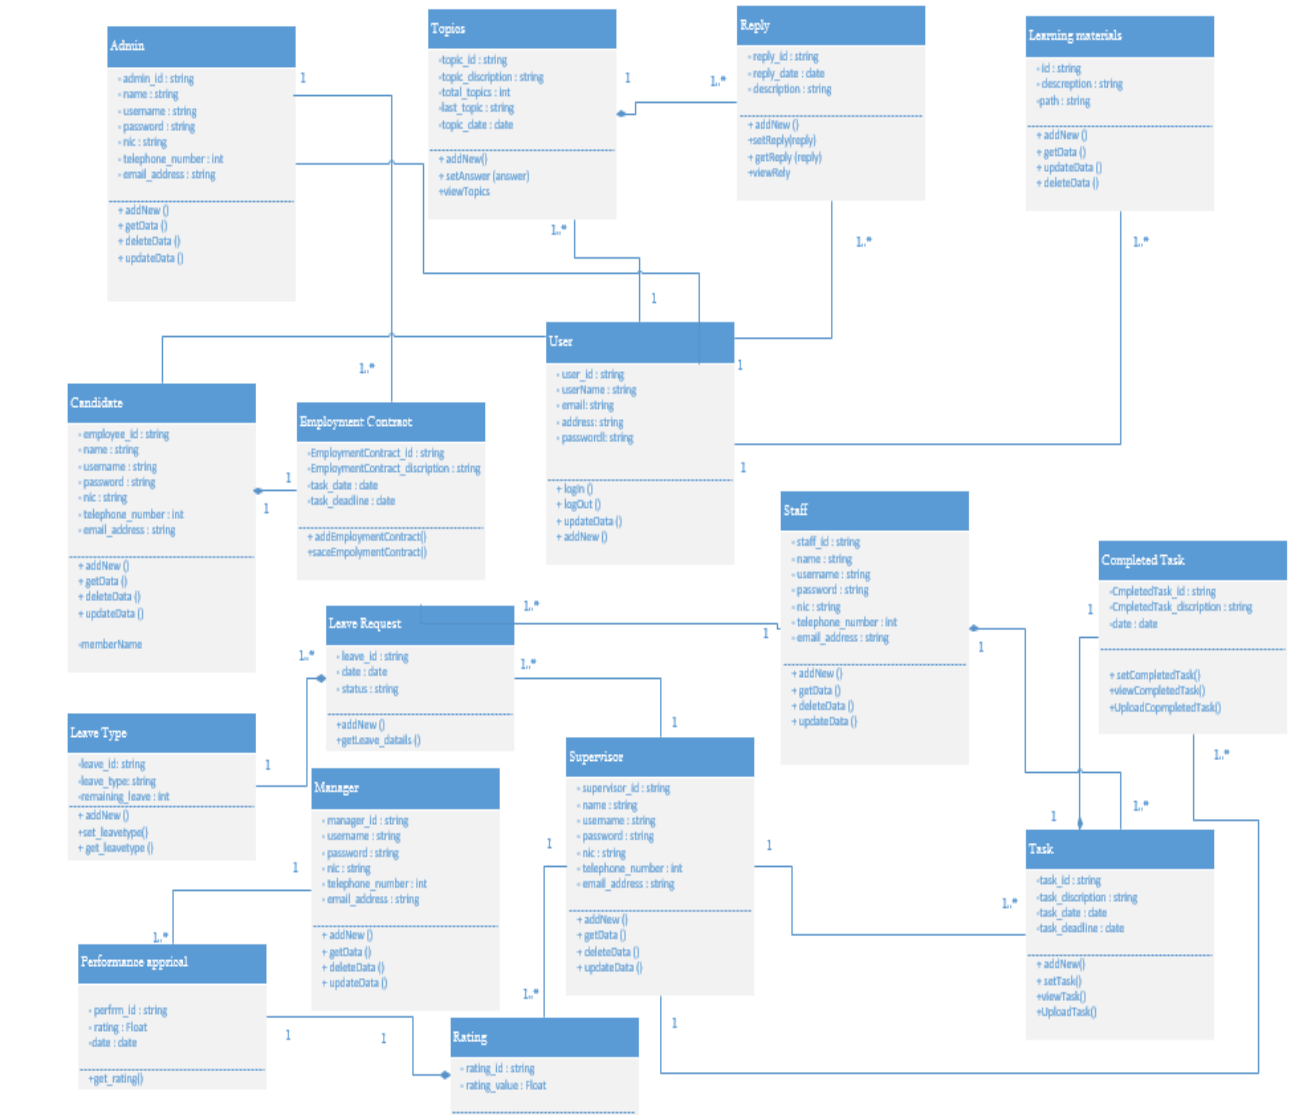 Admin
- admin_id : string
- name : string
- username : string
- password : string
- nic : string
- telephone_number : int
- email_address : string
+ addNew ()
+ getData ()
+ deleteData ()
+ updateData ()
1
Topics
-topic_id : string
-topic_discription : string
-total_topics : int
-last_topic : string
-topic_date : date
+ addNew()
+ setAnswer (answer)
+viewTopics
1
1..*
1..*
Reply
- reply_id : string
- reply_date : date
- description : string
+ addNew ()
+setReply(reply)
+ getReply (reply)
+viewRely
1..*
Learning materials
- id : string
- descreption : string
-path : string
+ addNew ()
+ getData ()
+ updateData ()
+ deleteData ()
1..*
1
User
- user_id : string
- userName : string
- email: string
- address: string
- passwordl: string
+ login ()
+ logOut ()
+ updateData ()
+ addNew ()
1
1
1..*
Candidate
- employee_id : string
- name : string
- username : string
- password : string
- nic : string
- telephone_number : int
- email_address : string
+ addNew ()
+ getData ()
+ deleteData ()
+ updateData ()
-memberName
1
1
Employment Contract
-EmploymentContract_id : string
-EmploymentContract_discription : string
-task_date : date
-task_deadline : date
+ addEmploymentContract()
+saceEmpolymentContract()
Staff
- staff_id : string
- name : string
- username : string
- password : string
- nic : string
- telephone_number : int
- email_address : string
+ addNew ()
+ getData ()
+ deleteData ()
+ updateData ()
1
1
Completed Task
-CmpletedTask_id : string
-CmpletedTask_discription : string
-date : date
+ setCompletedTask()
+viewCompletedTask()
+UploadCopmpletedTask()
1
1..*
1..*
Leave Request
- leave_id : string
- date : date
- status : string
+addNew ()
+getLeave_datails ()
1..*
1..*
1
Leave Type
-leave_id: string
-leave_type: string
-remaining_leave : int
+ addNew ()
+set_leavetype()
+ get_leavetype ()
1
Manager
- manager_id : string
- username : string
- password : string
- nic : string
- telephone_number : int
- email_address : string
+ addNew ()
+ getData ()
+ deleteData ()
+ updateData ()
1
1..*
Supervisor
- supervisor_id : string
- name : string
- username : string
- password : string
- nic : string
- telephone_number : int
- email_address : string
+ addNew ()
+ getData ()
+ deleteData ()
+ updateData ()
1
1
1..*
1
1..*
1..*
1
Task
-task_id : string
-task_discription : string
-task_date : date
-task_deadline : date
+ addNew()
+ setTask()
+viewTask()
+UploadTask()
Performance apprical
- perfrm_id : string
- rating : Float
-date : date
+get_rating()
1
1
Rating
- rating_id : string
- rating_value : Float